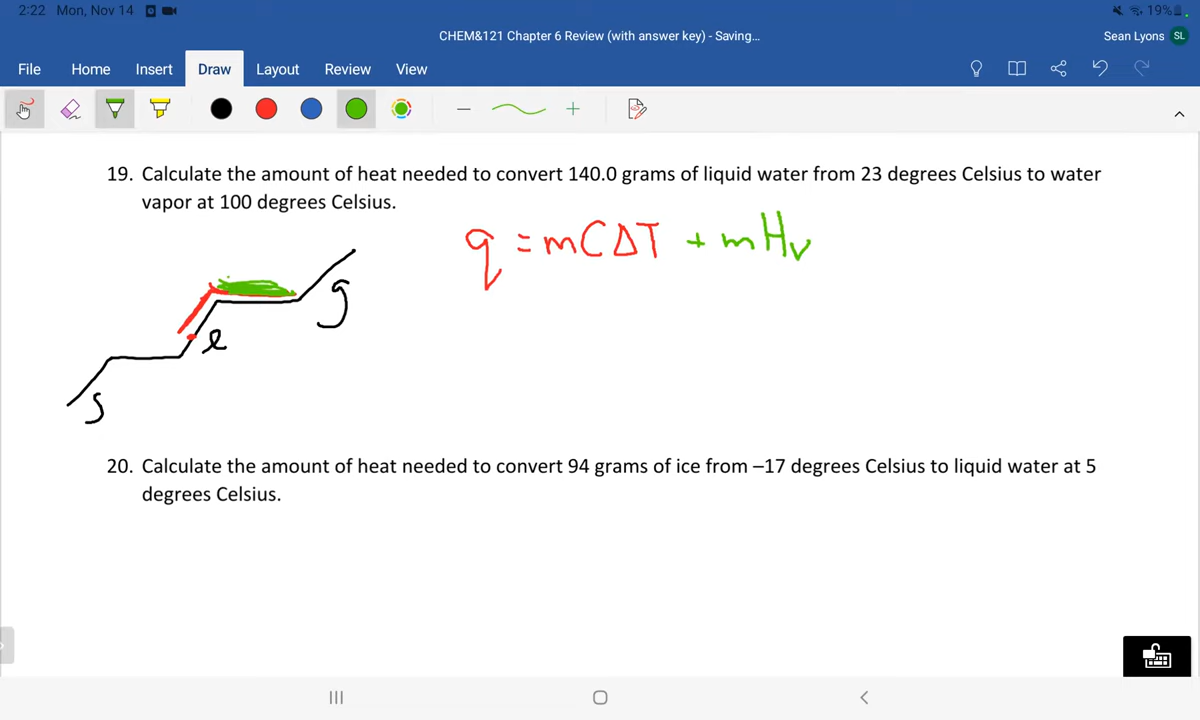 2:22 Mon, Nov 14
19%
CHEM&121 Chapter 6 Review (with answer key) - Saving...
Sean Lyons SL
File Home Insert Draw Layout Review View
19. Calculate the amount of heat needed to convert 140.0 grams of liquid water from 23 degrees Celsius to water
vapor at 100 degrees Celsius.
q = mCΔT + mHv
g
l
s
20. Calculate the amount of heat needed to convert 94 grams of ice from –17 degrees Celsius to liquid water at 5
degrees Celsius.